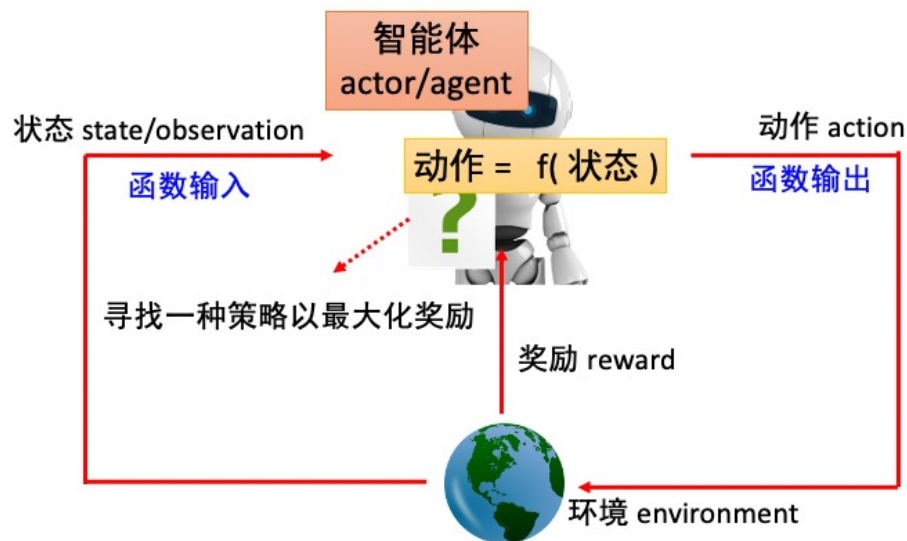 智能体
actor/agent
状态 state/observation
函数输入
动作 = f( 状态 )
动作 action
函数输出
?
寻找一种策略以最大化奖励
奖励 reward
环境 environment